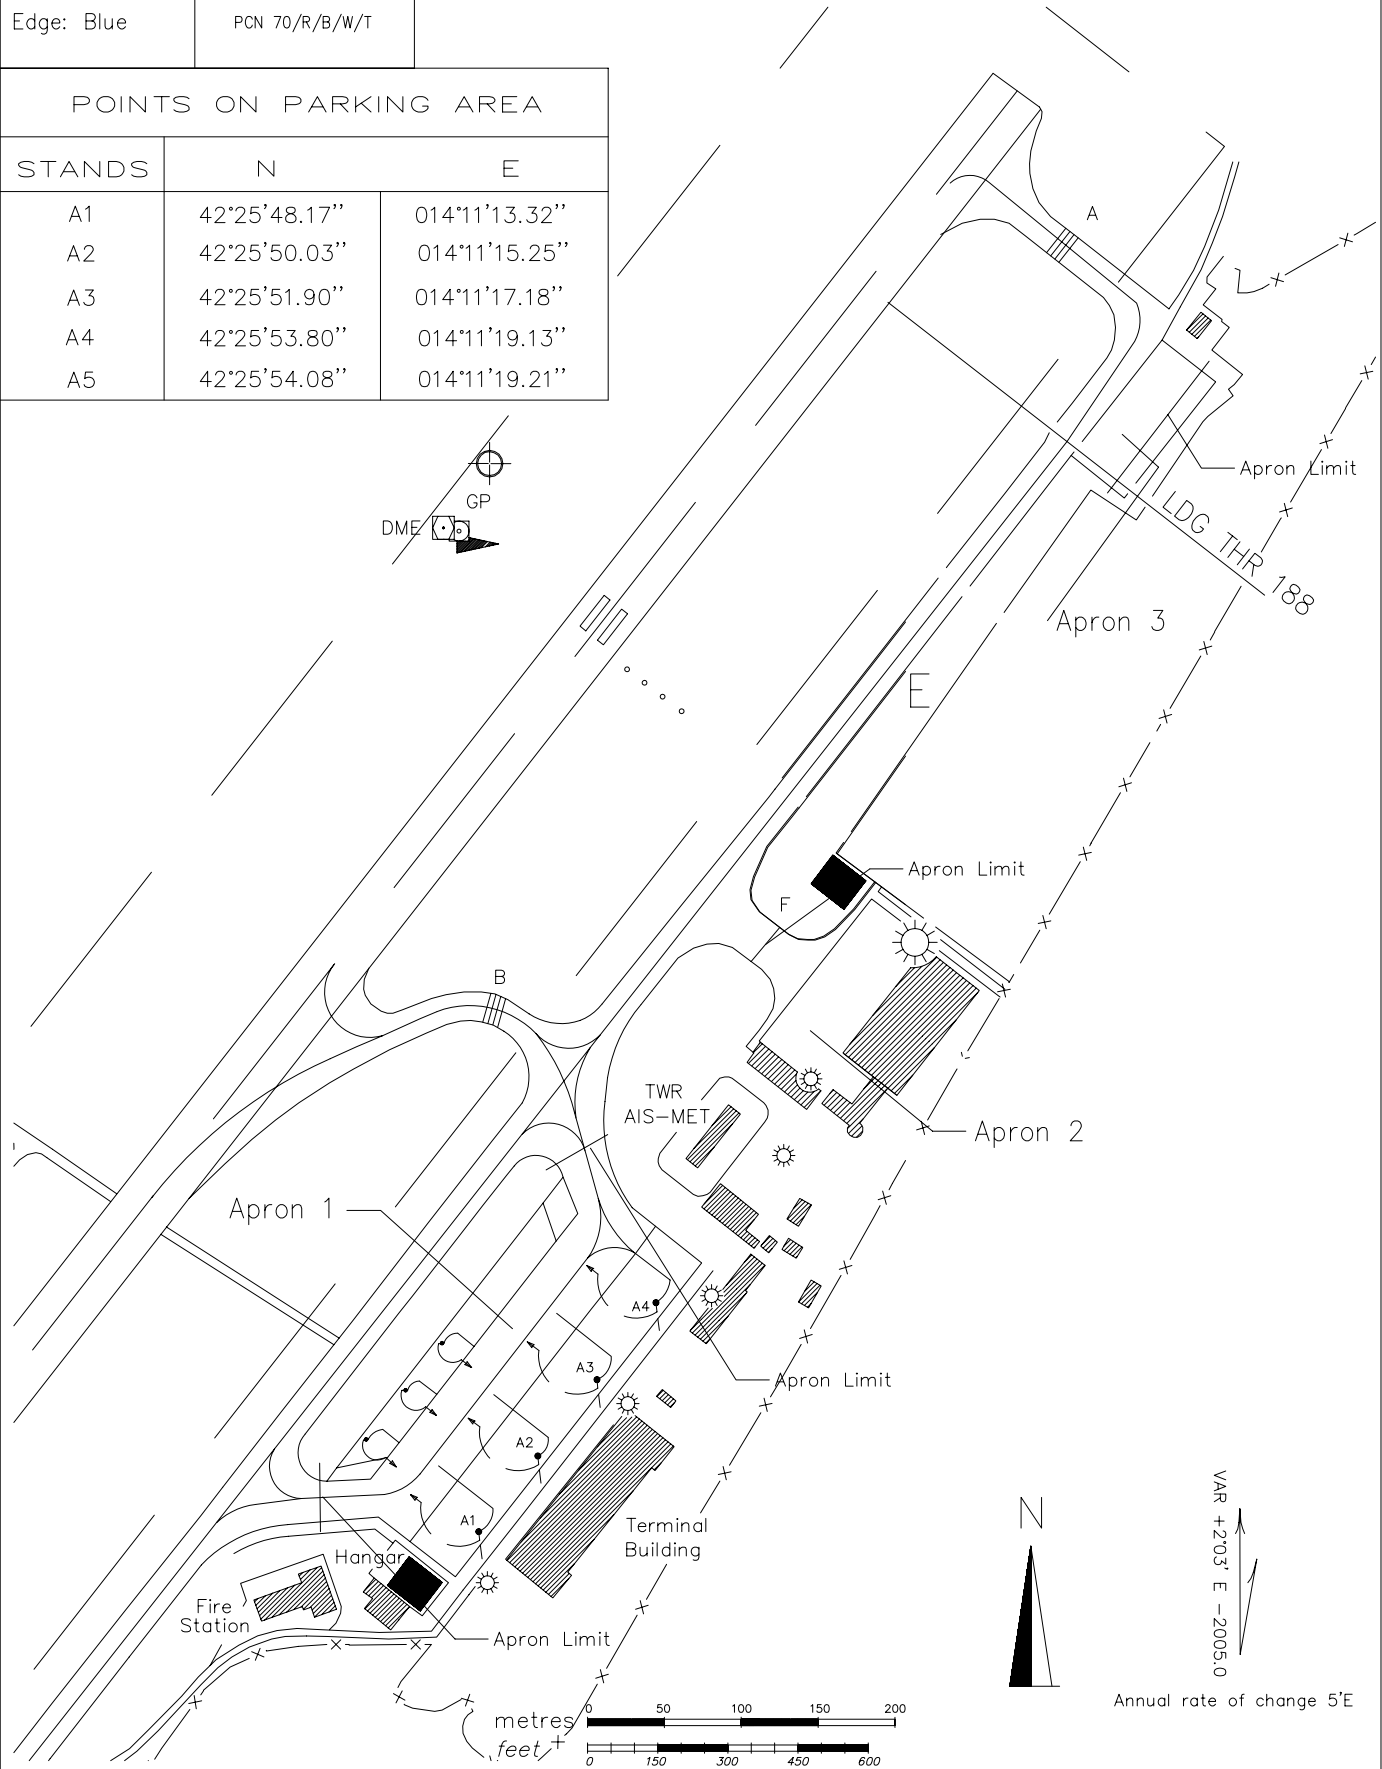 Edge: Blue
PCN 70/R/B/W/T
POINTS ON PARKING AREA
STANDS N E
A1 42°25'48.17'' 014°11'13.32''
A2 42°25'50.03'' 014°11'15.25''
A3 42°25'51.90'' 014°11'17.18''
A4 42°25'53.80'' 014°11'19.13''
A5 42°25'54.08'' 014°11'19.21''
A
Apron Limit
GP
DME
LDG THR 188
Apron 3
E
Apron Limit
F
B
TWR
AIS-MET
Apron 2
Apron 1
A4
A3
Apron Limit
A2
A1
Terminal
Building
Hangar
Fire
Station
Apron Limit
N
VAR +2°03' E -2005.0
Annual rate of change 5'E
metres 0 50 100 150 200
feet 0 150 300 450 600